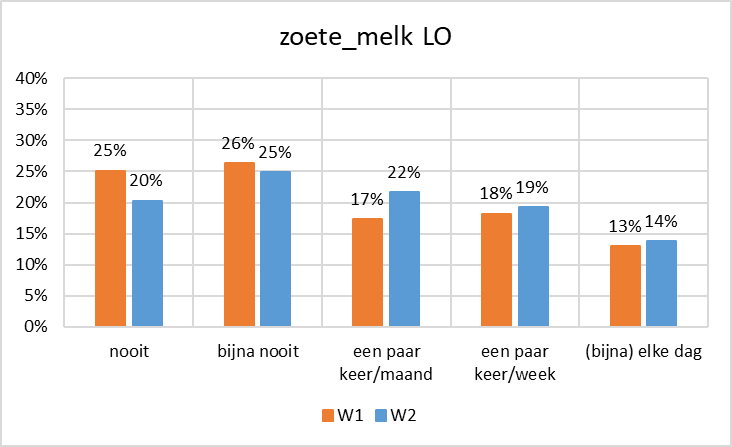 zoete_melk LO
40%
35%
30%
25%
20%
15%
10%
5%
0%
25%
20%
26%
25%
17%
22%
18%
19%
13%
14%
nooit
bijna nooit
een paar
keer/maand
een paar
keer/week
(bijna) elke dag
W1
W2